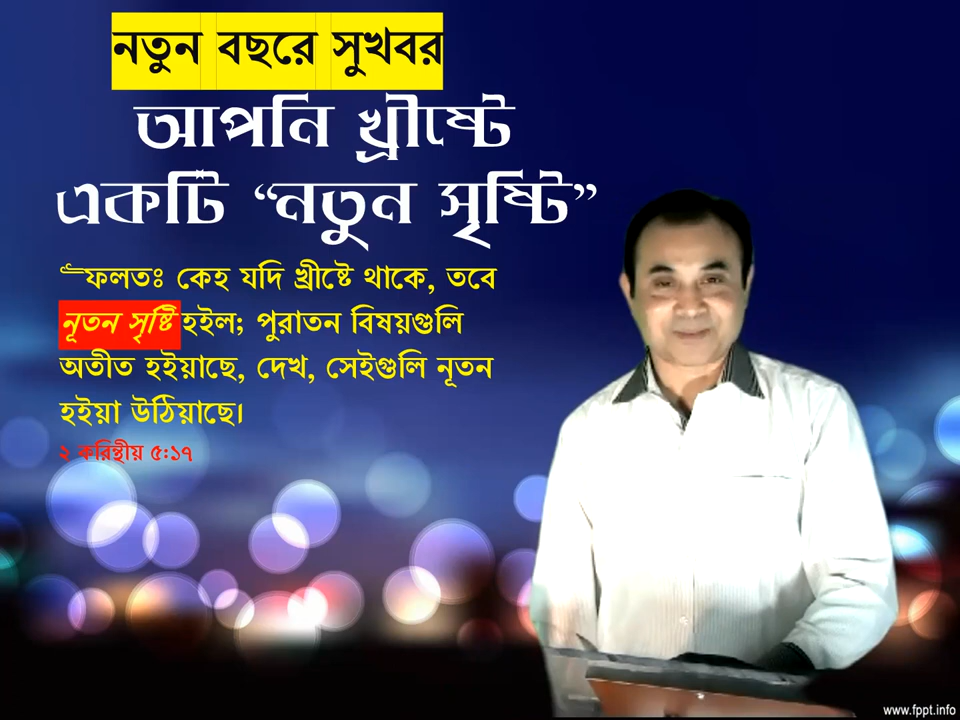 নতুন বছরে সুখবর
আপনি খ্রীষ্টে
একটি “নতুন সৃষ্টি”
ফলতঃ কেহ যদি খ্রীষ্টে থাকে, তবে
নূতন সৃষ্টি হইল; পুরাতন বিষয়গুলি
অতীত হইয়াছে, দেখ, সেইগুলি নূতন
হইয়া উঠিয়াছে।
২ করিন্থীয় ৫:১৭
www.fppt.info